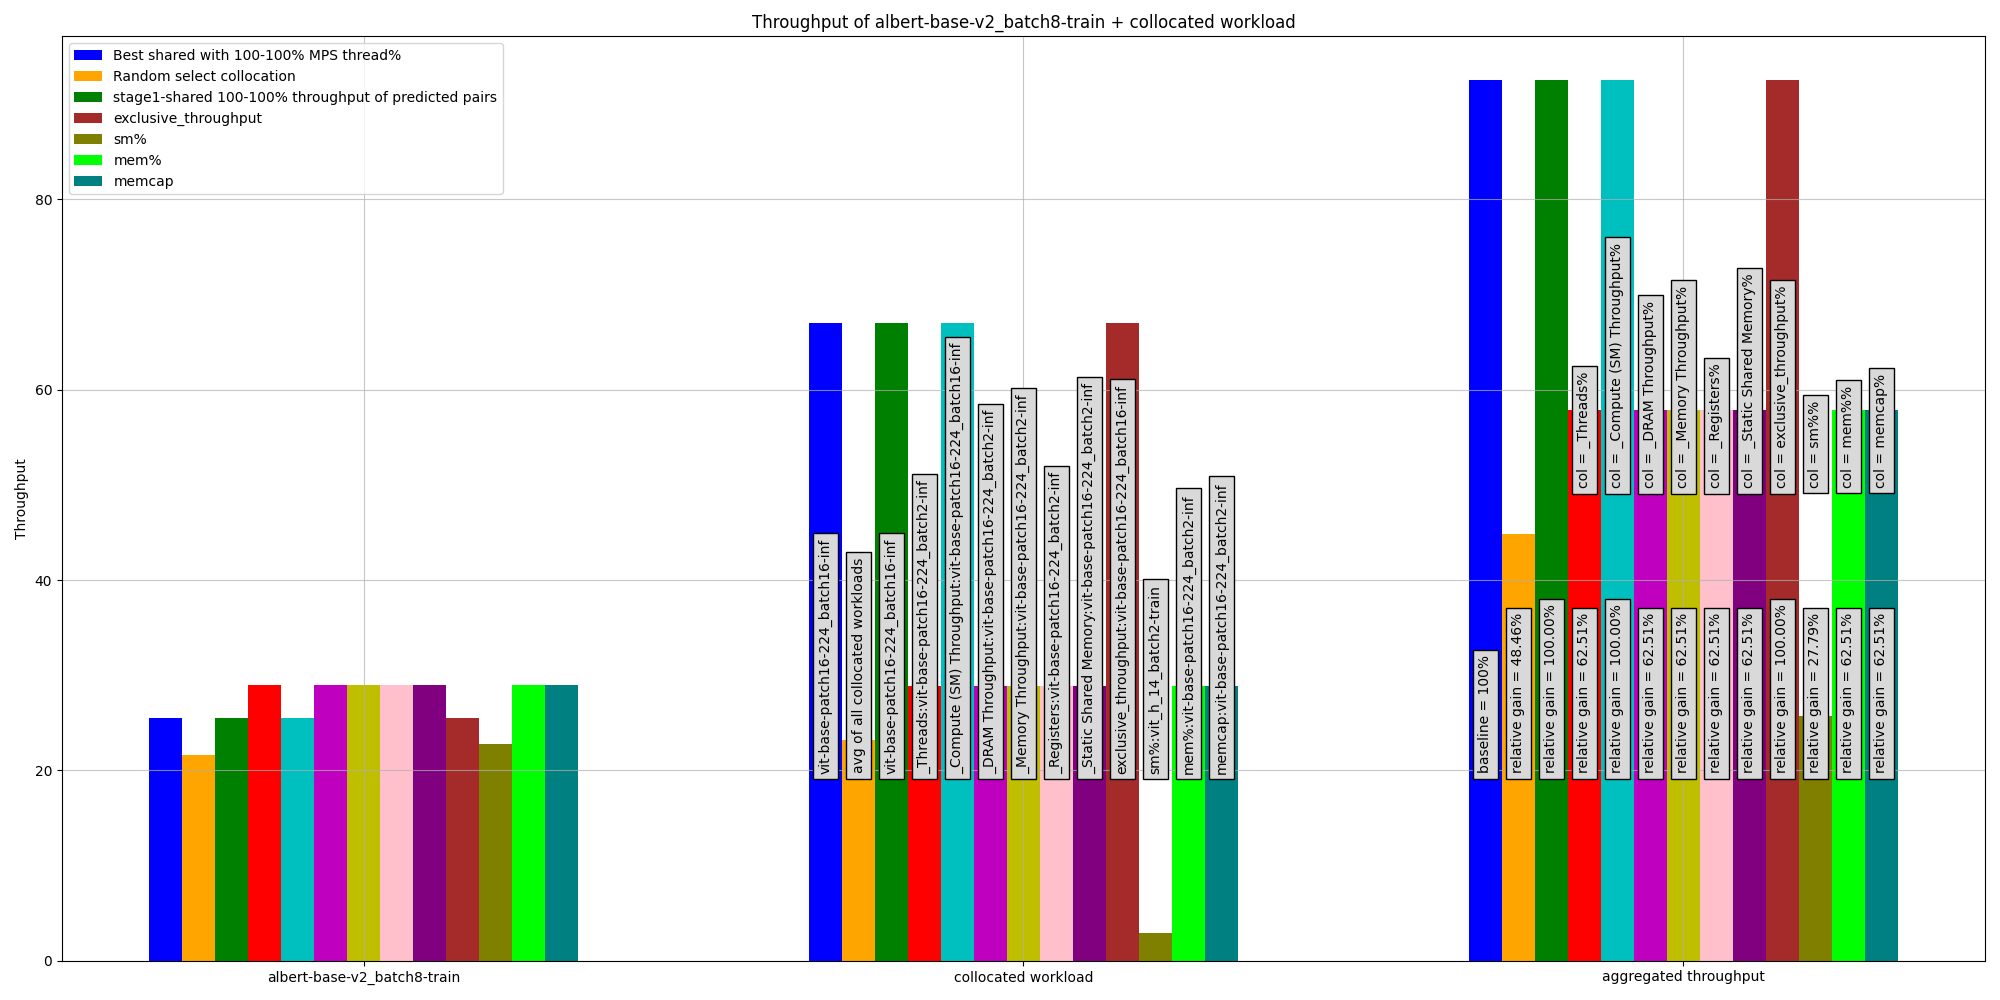 Throughput of albert-base-v2_batch8-train + collocated workload
Best shared with 100-100% MPS thread%
Random select collocation
stage1-shared 100-100% throughput of predicted pairs
exclusive_throughput
sm%
mem%
memcap
Throughput
80
60
40
20
0
vit-base-patch16-224_batch16-inf
avg of all collocated workloads
vit-base-patch16-224_batch16-inf
_Threads:vit-base-patch16-224_batch2-inf
_Compute (SM) Throughput:vit-base-patch16-224_batch16-inf
_DRAM Throughput:vit-base-patch16-224_batch2-inf
_Memory Throughput:vit-base-patch16-224_batch2-inf
_Registers:vit-base-patch16-224_batch2-inf
_Static Shared Memory:vit-base-patch16-224_batch2-inf
exclusive_throughput:vit-base-patch16-224_batch16-inf
sm%:vit_h_14_batch2-train
mem%:vit-base-patch16-224_batch2-inf
memcap:vit-base-patch16-224_batch2-inf
col = _Threads%
col = _Compute (SM) Throughput%
col = _DRAM Throughput%
col = _Memory Throughput%
col = _Registers%
col = _Static Shared Memory%
col = exclusive_throughput%
col = sm%%
col = mem%%
col = memcap%
baseline = 100%
relative gain = 48.46%
relative gain = 100.00%
relative gain = 62.51%
relative gain = 100.00%
relative gain = 62.51%
relative gain = 62.51%
relative gain = 62.51%
relative gain = 62.51%
relative gain = 100.00%
relative gain = 27.79%
relative gain = 62.51%
relative gain = 62.51%
albert-base-v2_batch8-train
collocated workload
aggregated throughput